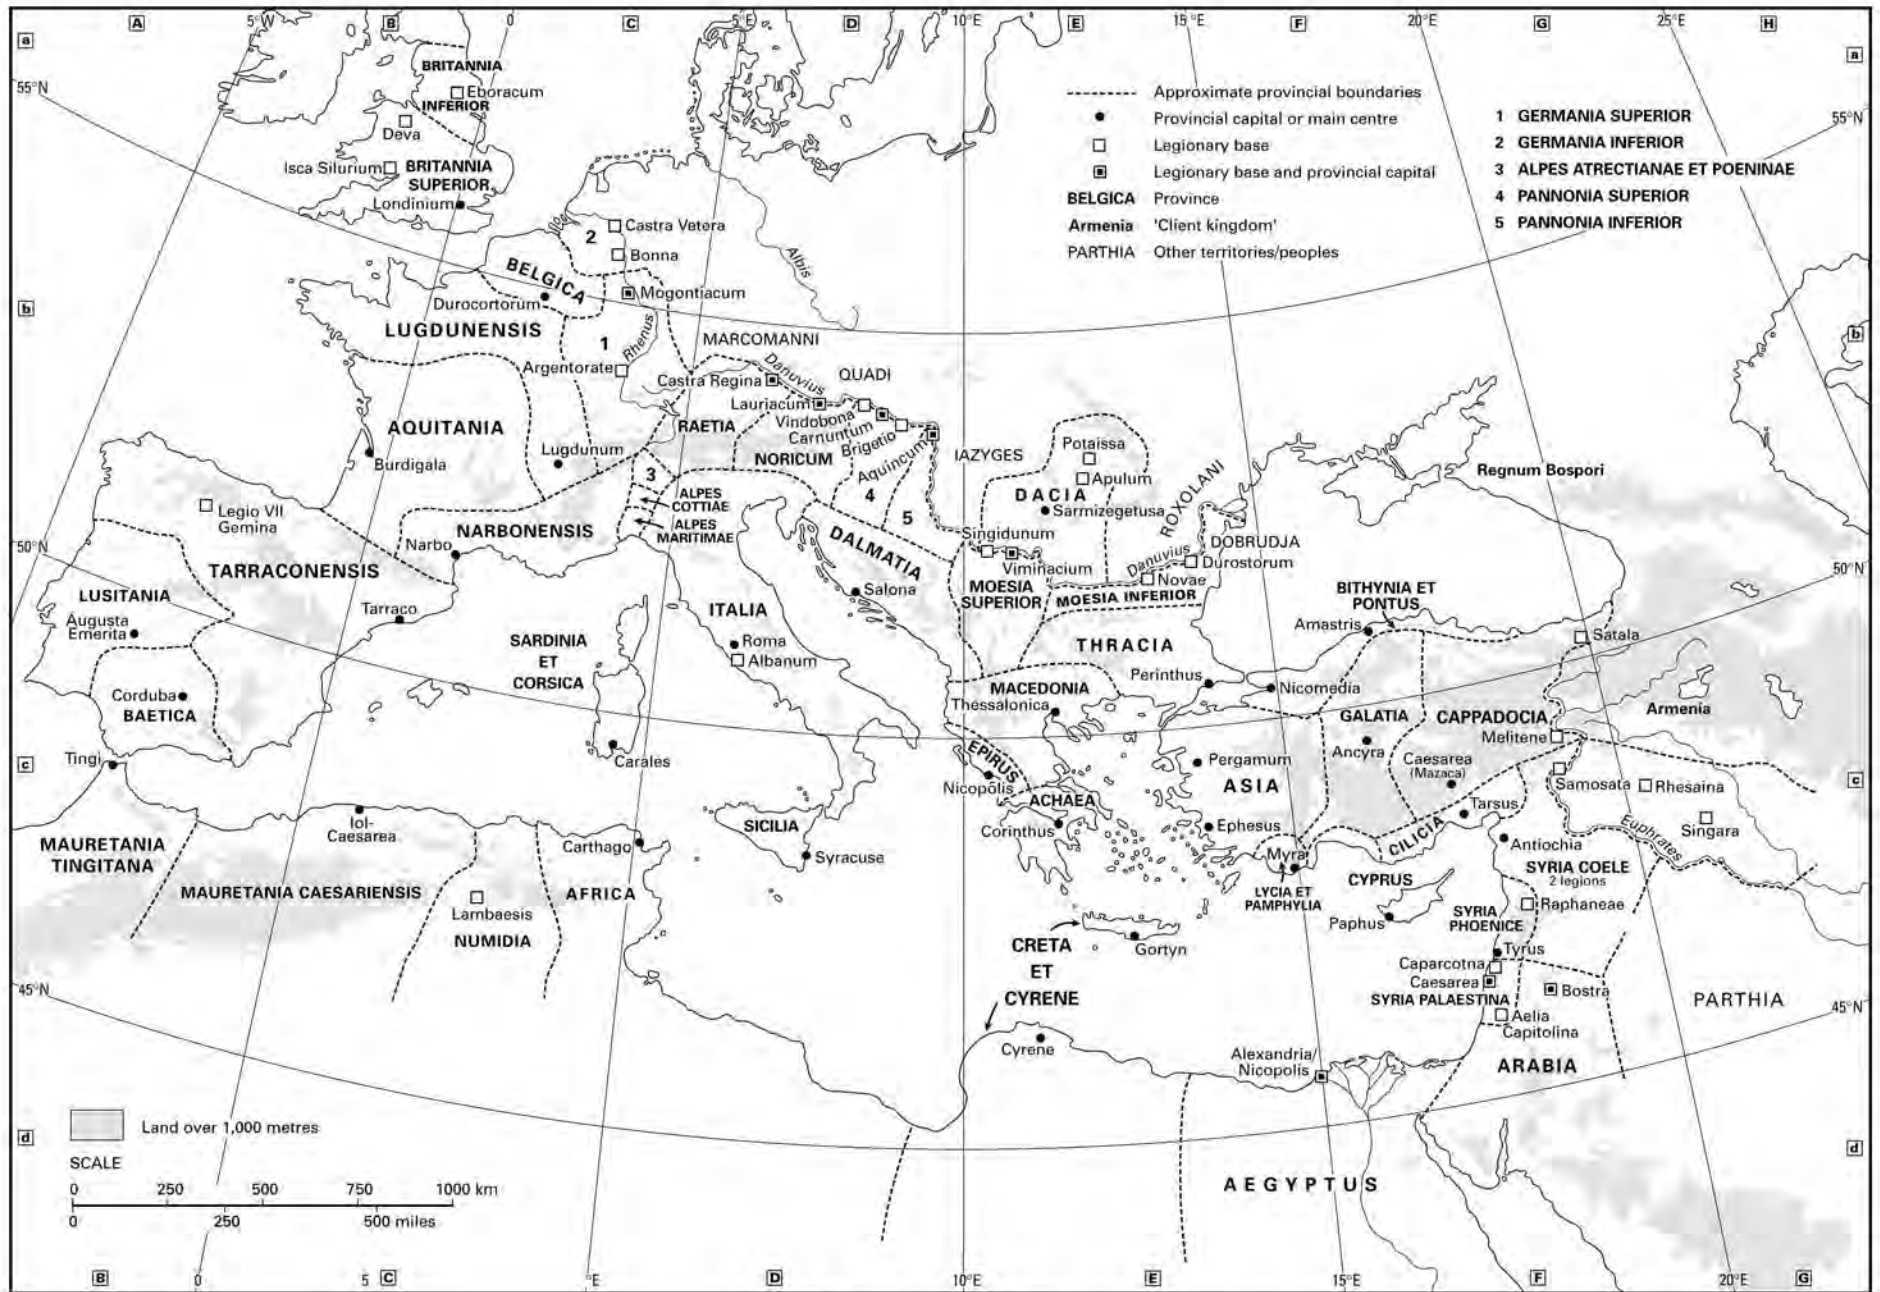 A
5°W
B
0
C
5°E
D
10°E
E
15°E
F
20°E
G
25°E
H
a
a
55°N
55°N
b
b
50°N
50°N
c
c
45°N
45°N
d
d
Approximate provincial boundaries
Provincial capital or main centre
Legionary base
Legionary base and provincial capital
BELGICA Province
Armenia 'Client kingdom'
PARTHIA Other territories/peoples
1 GERMANIA SUPERIOR
2 GERMANIA INFERIOR
3 ALPES ATRECTIANAE ET POENINAE
4 PANNONIA SUPERIOR
5 PANNONIA INFERIOR
BRITANNIA
INFERIOR
Eboracum
Deva
Isca Silurium
BRITANNIA
SUPERIOR
Londinium
2
Castra Vetera
Bonna
Albis
BELGICA
Mogontiacum
Durocortorum
LUGDUNENSIS
1
Rhenus
MARCOMANNI
Argentorate
Danuvius
QUADI
Castra Regina
Lauriacum
Vindobona
Carnuntum
Brigetio
Aquincum
AQUITANIA
RAETIA
NORICUM
IAZYGES
Potaissa
Apulum
DACIA
Sarmizegetusa
ROXOLANI
Regnum Bospori
Burdigala
Lugdunum
3
4
5
ALPES
COTTIAE
ALPES
MARITIMAE
Legio VII
Gemina
NARBONENSIS
Narbo
TARRACONENSIS
DALMATIA
Salona
Singidunum
Viminacium
Danuvius
DOBRUDJA
Durostorum
Novae
MOESIA
SUPERIOR
MOESIA INFERIOR
BITHYNIA ET
PONTUS
LUSITANIA
Augusta
Emerita
Tarraco
ITALIA
Roma
Albanum
SARDINIA
ET
CORSICA
THRACIA
Amastris
Satala
Perinthus
Nicomedia
MACEDONIA
Thessalonica
GALATIA
CAPPADOCIA
Armenia
Melitene
Corduba
BAETICA
Tingi
Carales
EPIRUS
Nicopolis
Pergamum
ASIA
Ancyra
Caesarea
(Mazaca)
Samosata
Rhesaina
Singara
Tarsus
Iol-
Caesarea
Carthago
SICILIA
Syracuse
ACHAEA
Corinthus
Ephesus
CILICIA
Antiochia
Euphrates
Myra
MAURETANIA
TINGITANA
MAURETANIA CAESARIENSIS
AFRICA
Lambaesis
NUMIDIA
LYCIA ET
PAMPHYLIA
CYPRUS
Paphus
SYRIA COELE
2 legions
Raphaneae
SYRIA
PHOENICE
Tyrus
Gortyn
CRETA
ET
CYRENE
Caparcotna
Caesarea
SYRIA PALAESTINA
Bostra
PARTHIA
Aelia
Capitolina
Cyrene
Alexandria/
Nicopolis
ARABIA
AEGYPTUS
Land over 1,000 metres
SCALE
0 250 500 750 1000 km
0 250 500 miles
B
0
5
C
°E
D
10°E
E
15°E
F
20°E
G